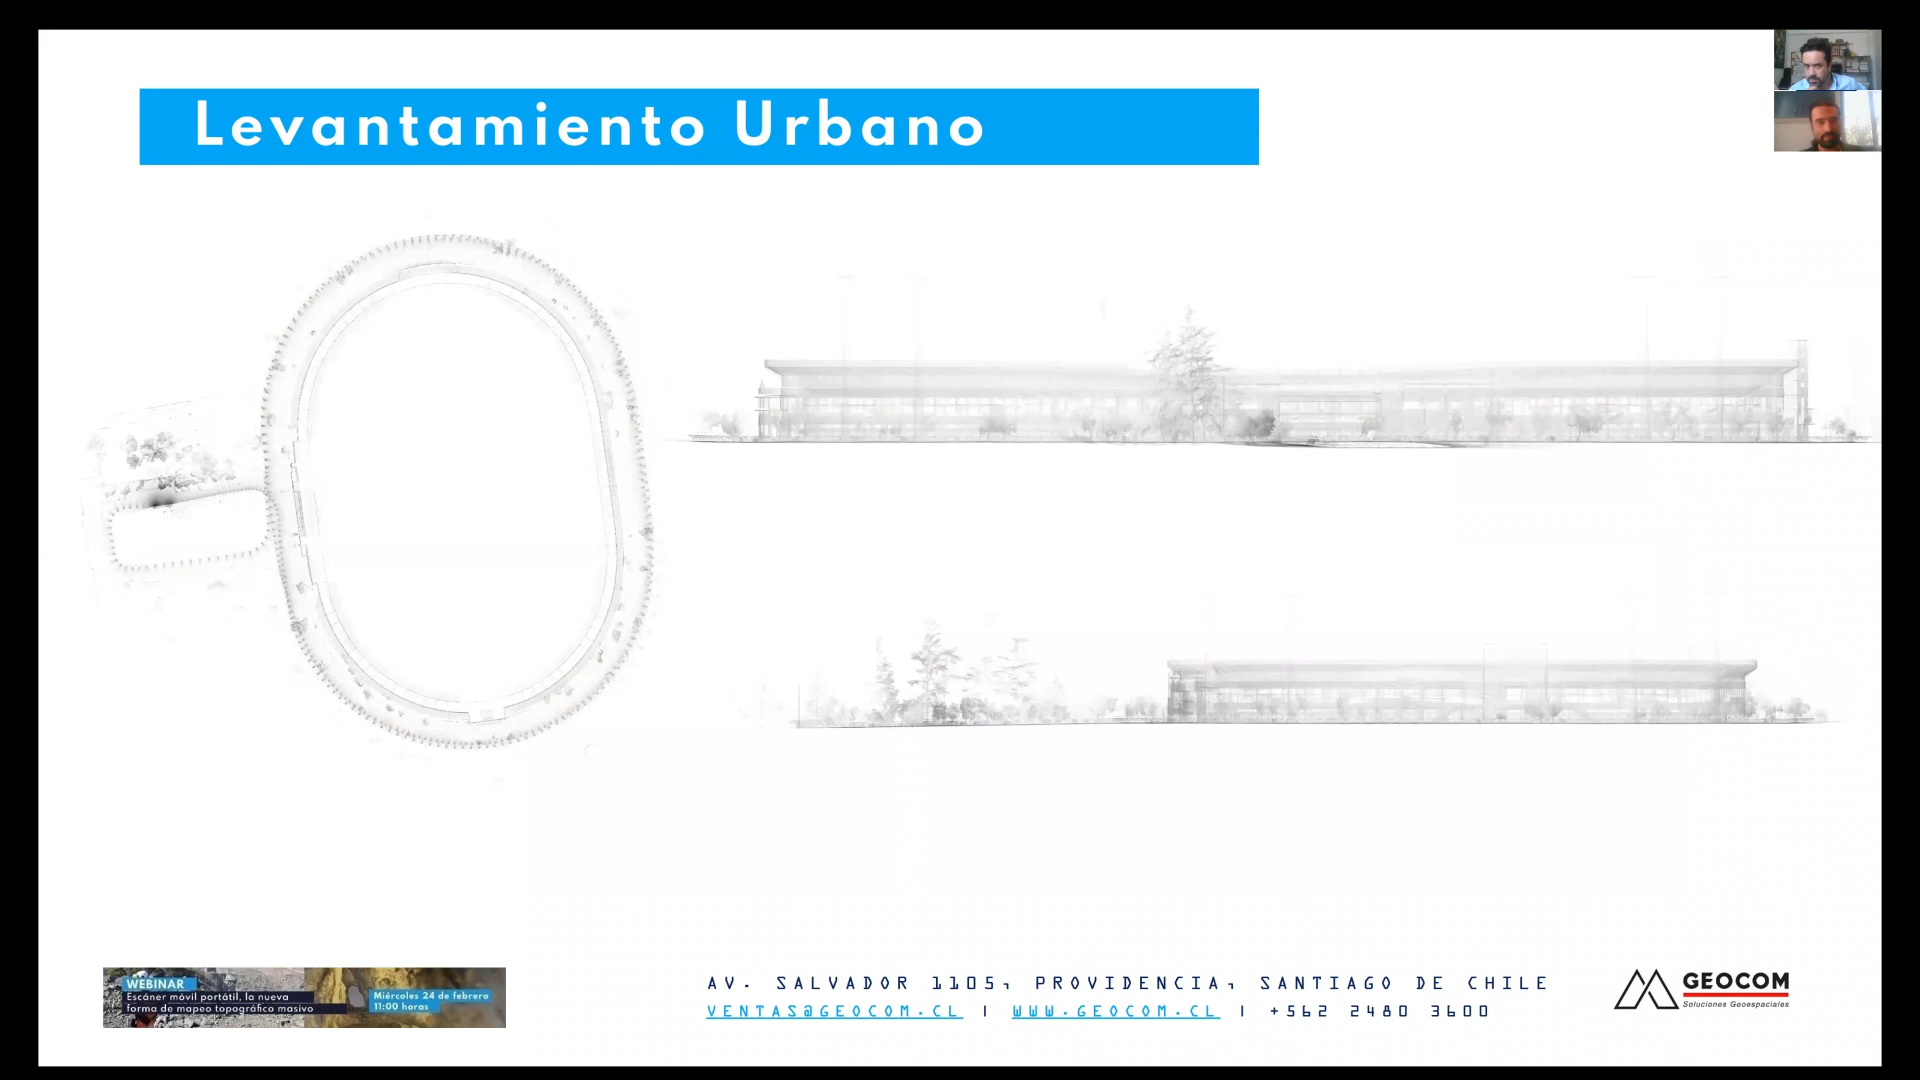 Levantamiento Urbano
WEBINAR
Escáner móvil portátil, la nueva
forma de mapeo topográfico masivo
Miércoles 24 de febrero
11:00 horas
AV. SALVADOR 1105, PROVIDENCIA, SANTIAGO DE CHILE
VENTAS@GEOCOM.CL | WWW.GEOCOM.CL | +562 2480 3600
GEOCOM
Soluciones Geoespaciales